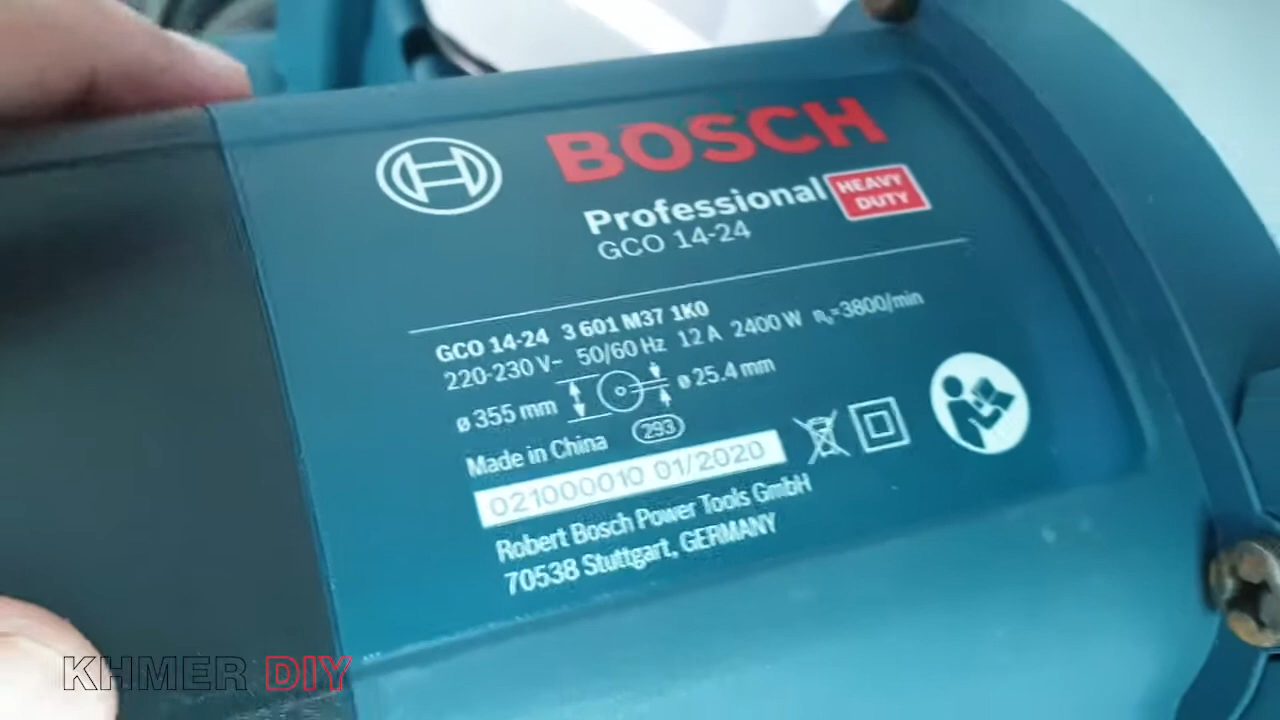 BOSCH
Professional HEAVY DUTY
GCO 14-24
GCO 14-24 3 601 M37 1K0
220-230 V~ 50/60 Hz 12 A 2400 W n₀=3800/min
ø 355 mm ø 25.4 mm
Made in China 293
021000010 01/2020
Robert Bosch Power Tools GmbH
70538 Stuttgart, GERMANY
KHMER DIY